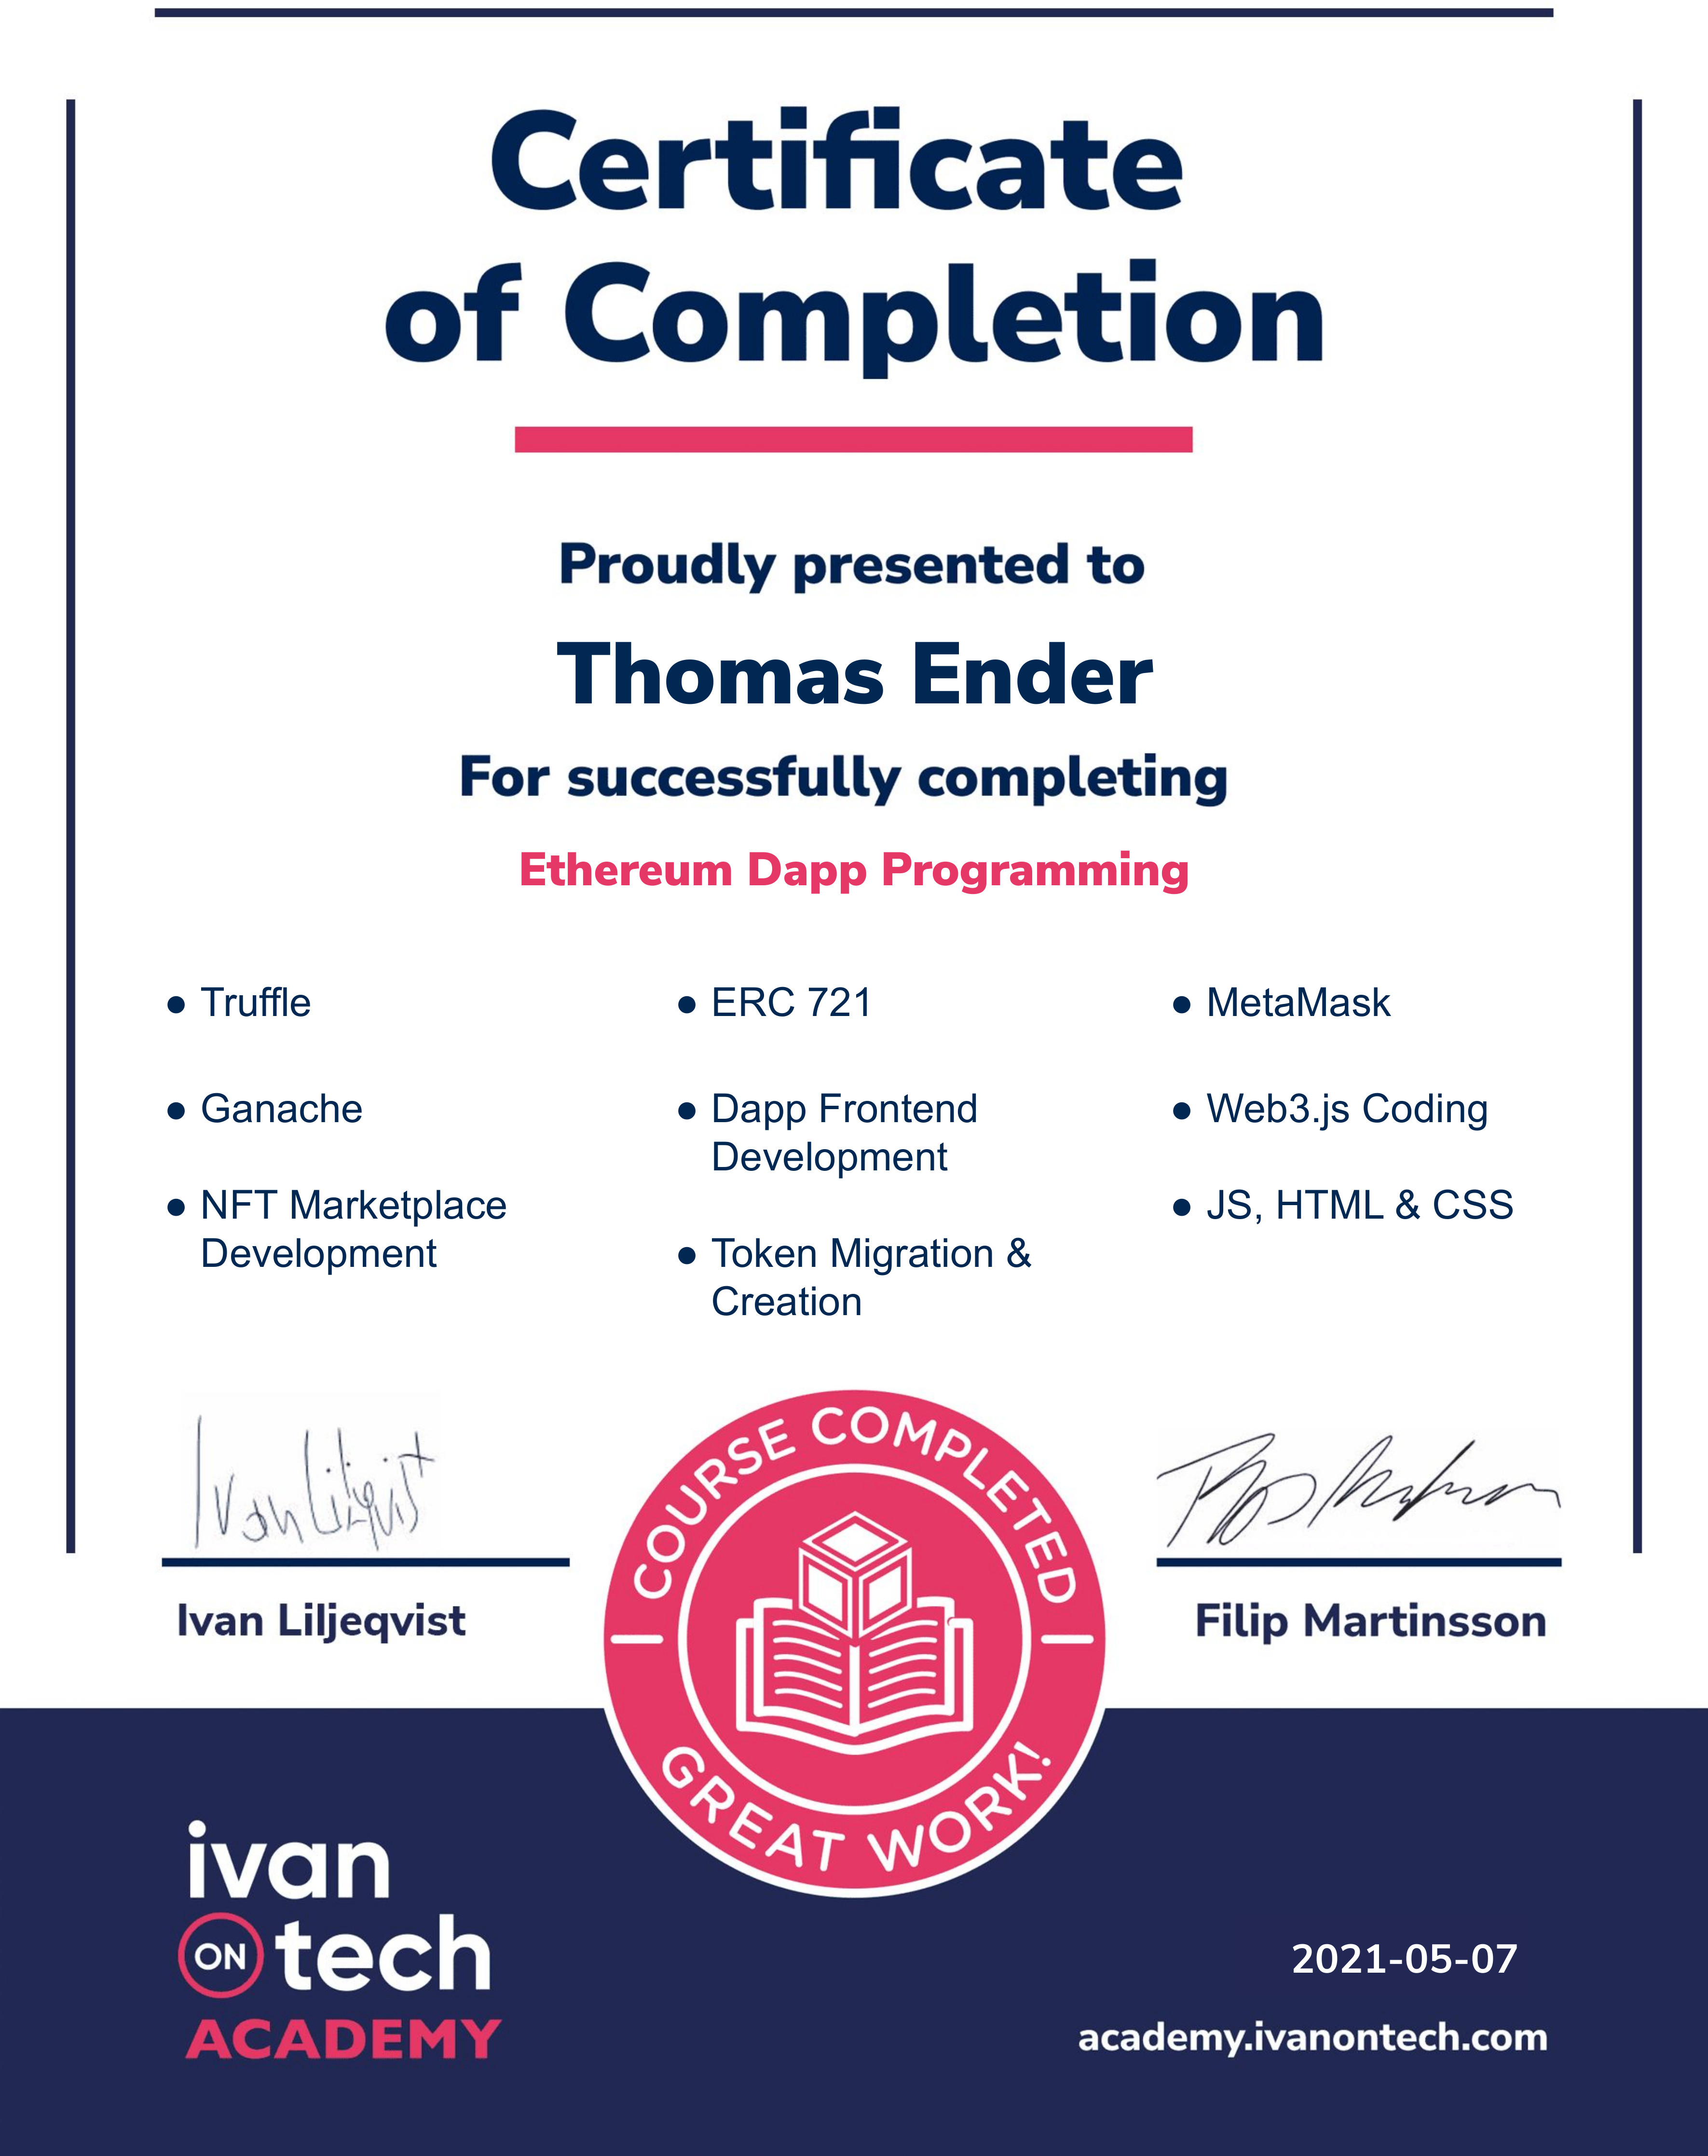 Certificate
of Completion
Proudly presented to
Thomas Ender
For successfully completing
Ethereum Dapp Programming
● Truffle
● Ganache
● NFT Marketplace
Development
● ERC 721
● Dapp Frontend
Development
● Token Migration &
Creation
● MetaMask
● Web3.js Coding
● JS, HTML & CSS
Ivan Liljeqvist
Ivan Liljeqvist
Filip Martinsson
COURSE COMPLETED
GREAT WORK!
ivan
ON tech
ACADEMY
2021-05-07
academy.ivanontech.com